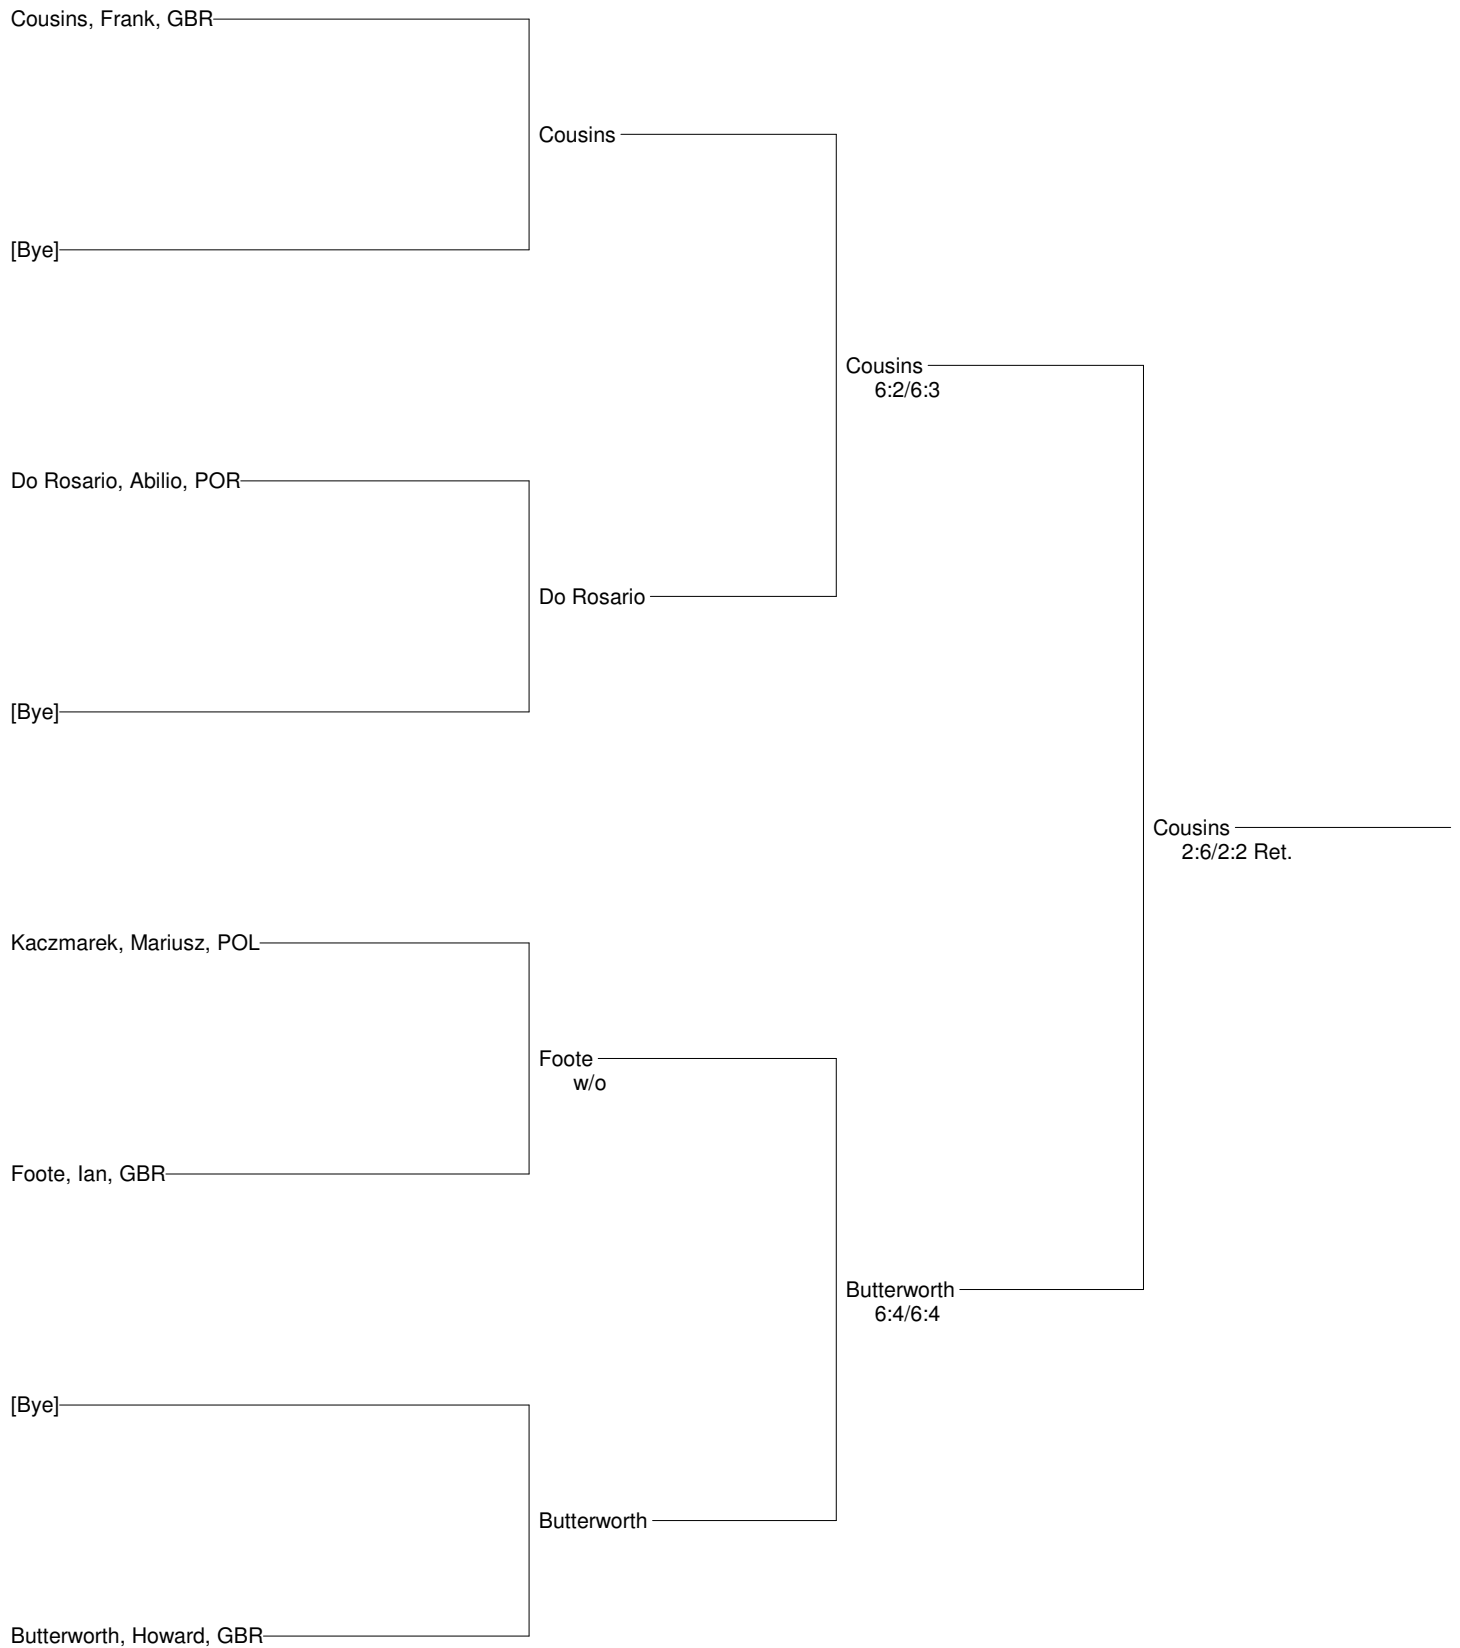 Cousins, Frank, GBR
Cousins
[Bye]
Cousins
6:2/6:3
Do Rosario, Abilio, POR
Do Rosario
[Bye]
Cousins
2:6/2:2 Ret.
Kaczmarek, Mariusz, POL
Foote
w/o
Foote, Ian, GBR
Butterworth
6:4/6:4
[Bye]
Butterworth
Butterworth, Howard, GBR